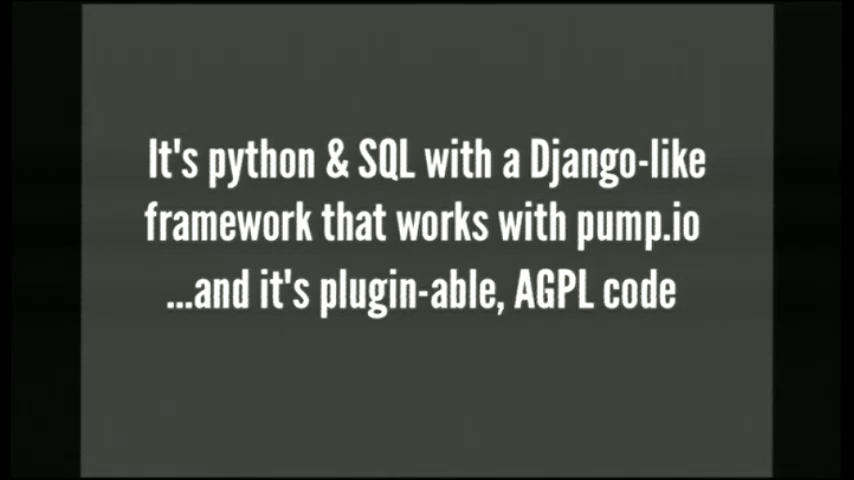 It's python & SQL with a Django-like
framework that works with pump.io
...and it's plugin-able, AGPL code